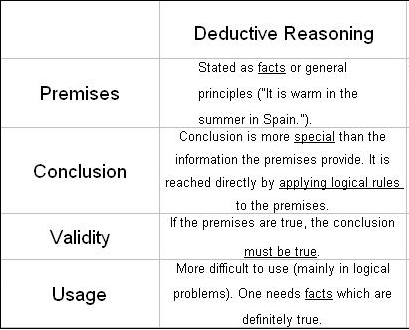 Deductive Reasoning
Premises
Stated as facts or general
principles ("It is warm in the
summer in Spain.").
Conclusion
Conclusion is more special than the
information the premises provide. It is
reached directly by applying logical rules
to the premises.
Validity
If the premises are true, the conclusion
must be true.
Usage
More difficult to use (mainly in logical
problems). One needs facts which are
definitely true.